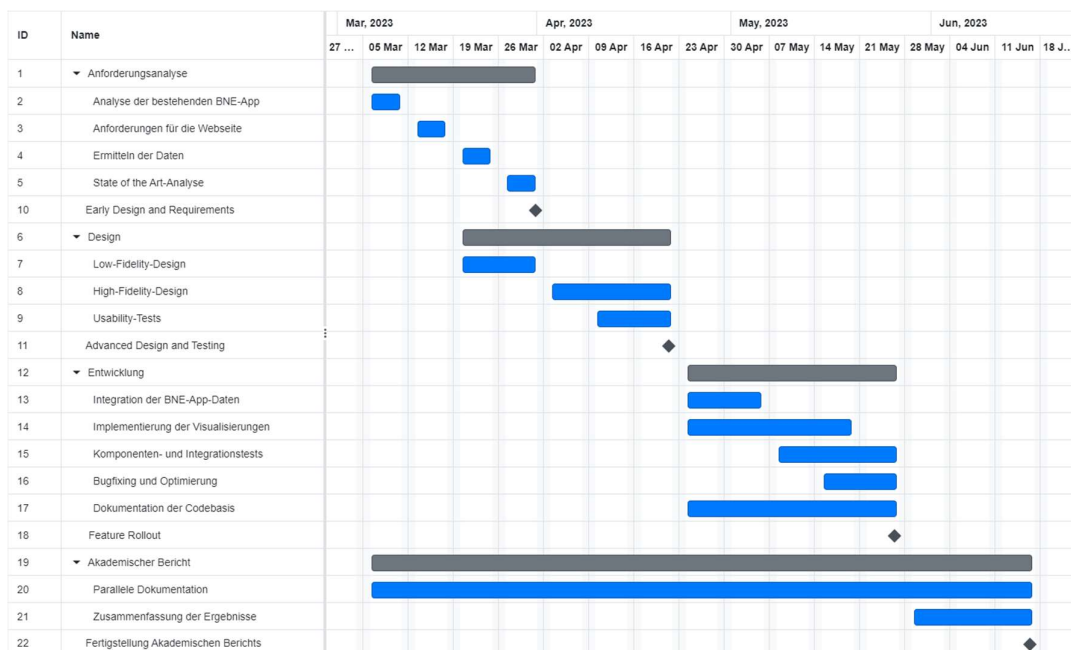 ID Name Mar, 2023 Apr, 2023 May, 2023 Jun, 2023
27 ... 05 Mar 12 Mar 19 Mar 26 Mar 02 Apr 09 Apr 16 Apr 23 Apr 30 Apr 07 May 14 May 21 May 28 May 04 Jun 11 Jun 18 J...
1 Anforderungsanalyse
2 Analyse der bestehenden BNE-App
3 Anforderungen für die Webseite
4 Ermitteln der Daten
5 State of the Art-Analyse
10 Early Design and Requirements
6 Design
7 Low-Fidelity-Design
8 High-Fidelity-Design
9 Usability-Tests
11 Advanced Design and Testing
12 Entwicklung
13 Integration der BNE-App-Daten
14 Implementierung der Visualisierungen
15 Komponenten- und Integrationstests
16 Bugfixing und Optimierung
17 Dokumentation der Codebasis
18 Feature Rollout
19 Akademischer Bericht
20 Parallele Dokumentation
21 Zusammenfassung der Ergebnisse
22 Fertigstellung Akademischen Berichts